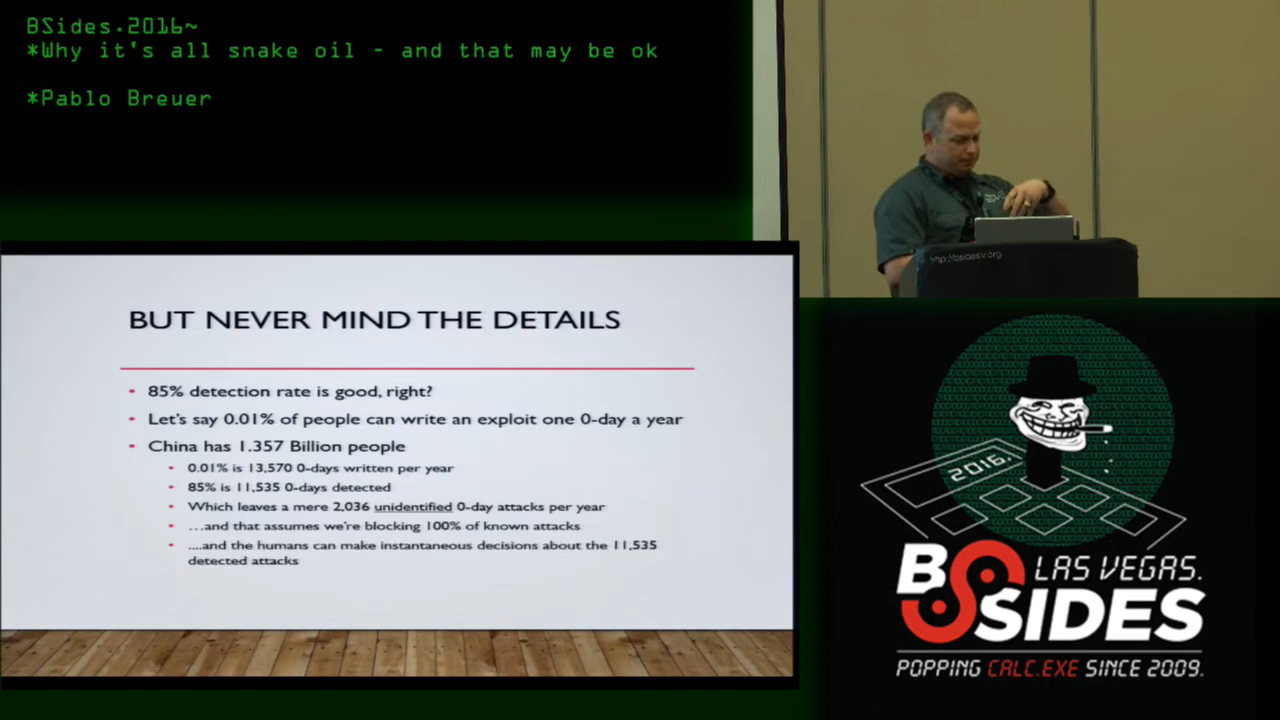 BSides.2016~
*Why it's all snake oil - and that may be ok
*Pablo Breuer
http://bsideslv.org
BUT NEVER MIND THE DETAILS
• 85% detection rate is good, right?
• Let's say 0.01% of people can write an exploit one 0-day a year
• China has 1.357 Billion people
• 0.01% is 13,570 0-days written per year
• 85% is 11,535 0-days detected
• Which leaves a mere 2,036 unidentified 0-day attacks per year
• ...and that assumes we're blocking 100% of known attacks
• ....and the humans can make instantaneous decisions about the 11,535
detected attacks
2016.
BSIDES
LAS VEGAS.
POPPING CALC.EXE SINCE 2009.